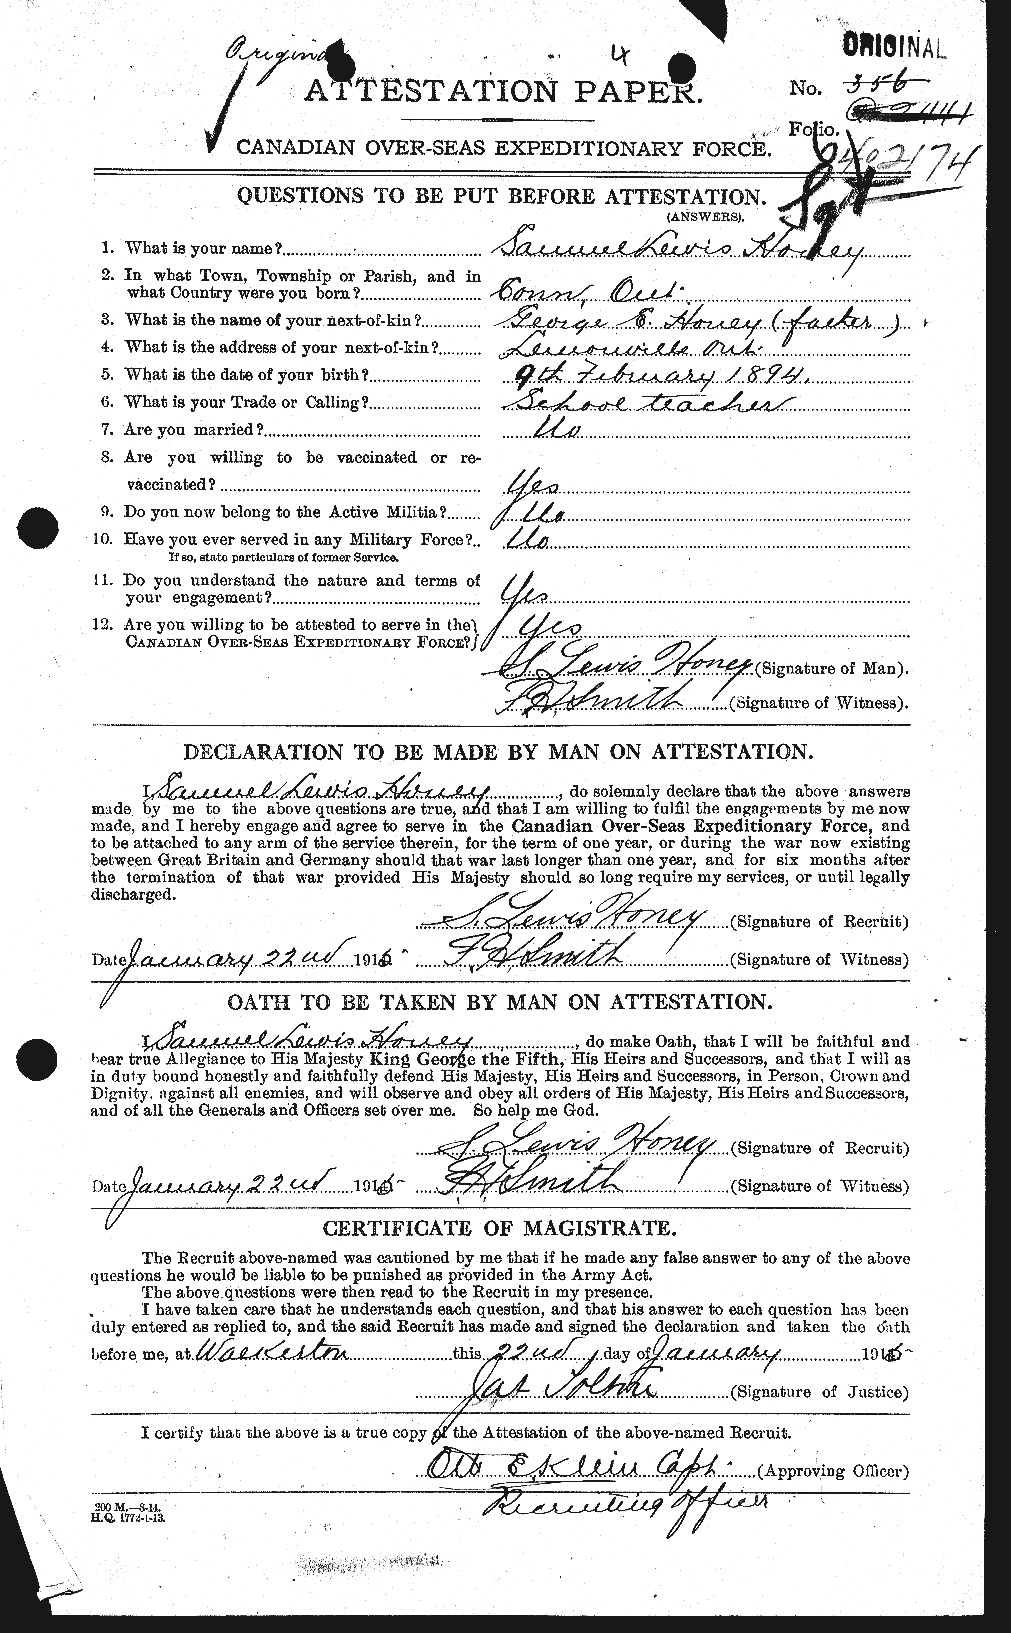 Original 4 ORIGINAL
ATTESTATION PAPER. No. 356
Folio.
CANADIAN OVER-SEAS EXPEDITIONARY FORCE. 602174
QUESTIONS TO BE PUT BEFORE ATTESTATION. Sgt
(ANSWERS).
1. What is your name? Samuel Lewis Honey
2. In what Town, Township or Parish, and in
what Country were you born? Conn, Ont.
3. What is the name of your next-of-kin? George E. Honey (father)
4. What is the address of your next-of-kin? Lemonville Ont.
5. What is the date of your birth? 9th February 1894.
6. What is your Trade or Calling? School teacher
7. Are you married? No
8. Are you willing to be vaccinated or re-
vaccinated? Yes
9. Do you now belong to the Active Militia? No
10. Have you ever served in any Military Force? No
If so, state particulars of former Service.
11. Do you understand the nature and terms of
your engagement? Yes
12. Are you willing to be attested to serve in the
CANADIAN OVER-SEAS EXPEDITIONARY FORCE? Yes
S. Lewis Honey (Signature of Man).
F.H. Smith (Signature of Witness).
DECLARATION TO BE MADE BY MAN ON ATTESTATION.
I, Samuel Lewis Honey, do solemnly declare that the above answers
made by me to the above questions are true, and that I am willing to fulfil the engagements by me now
made, and I hereby engage and agree to serve in the Canadian Over-Seas Expeditionary Force, and
to be attached to any arm of the service therein, for the term of one year, or during the war now existing
between Great Britain and Germany should that war last longer than one year, and for six months after
the termination of that war provided His Majesty should so long require my services, or until legally
discharged.
S. Lewis Honey (Signature of Recruit)
Date January 22nd 1915 F.H. Smith (Signature of Witness)
OATH TO BE TAKEN BY MAN ON ATTESTATION.
I, Samuel Lewis Honey, do make Oath, that I will be faithful and
bear true Allegiance to His Majesty King George the Fifth, His Heirs and Successors, and that I will as
in duty bound honestly and faithfully defend His Majesty, His Heirs and Successors, in Person, Crown and
Dignity, against all enemies, and will observe and obey all orders of His Majesty, His Heirs and Successors,
and of all the Generals and Officers set over me. So help me God.
S. Lewis Honey (Signature of Recruit)
Date January 22nd 1915 F.H. Smith (Signature of Witness)
CERTIFICATE OF MAGISTRATE.
The Recruit above-named was cautioned by me that if he made any false answer to any of the above
questions he would be liable to be punished as provided in the Army Act.
The above questions were then read to the Recruit in my presence.
I have taken care that he understands each question, and that his answer to each question has been
duly entered as replied to, and the said Recruit has made and signed the declaration and taken the oath
before me, at Walkerton this 22nd day of January 1915
Jas Tolton (Signature of Justice)
I certify that the above is a true copy of the Attestation of the above-named Recruit.
Otto E Klein Capt. (Approving Officer)
Recruiting officer
200 M.—8-14.
H.Q. 1772-1-13.